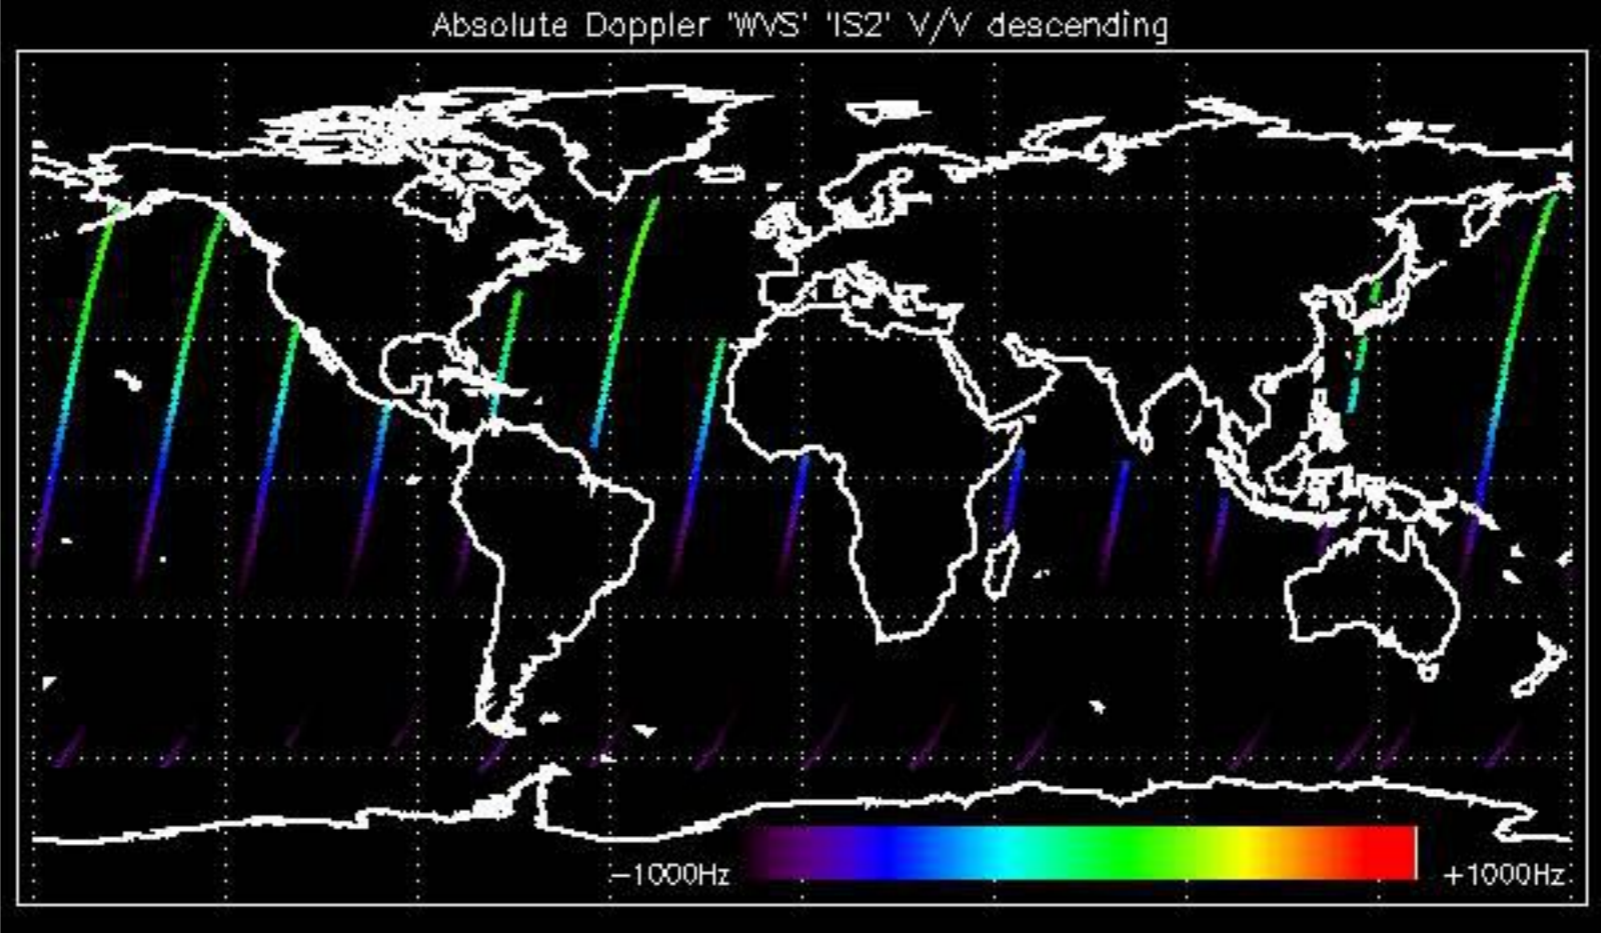 Absolute Doppler 'WVS' 'IS2' V/V descending
−1000Hz
+1000Hz